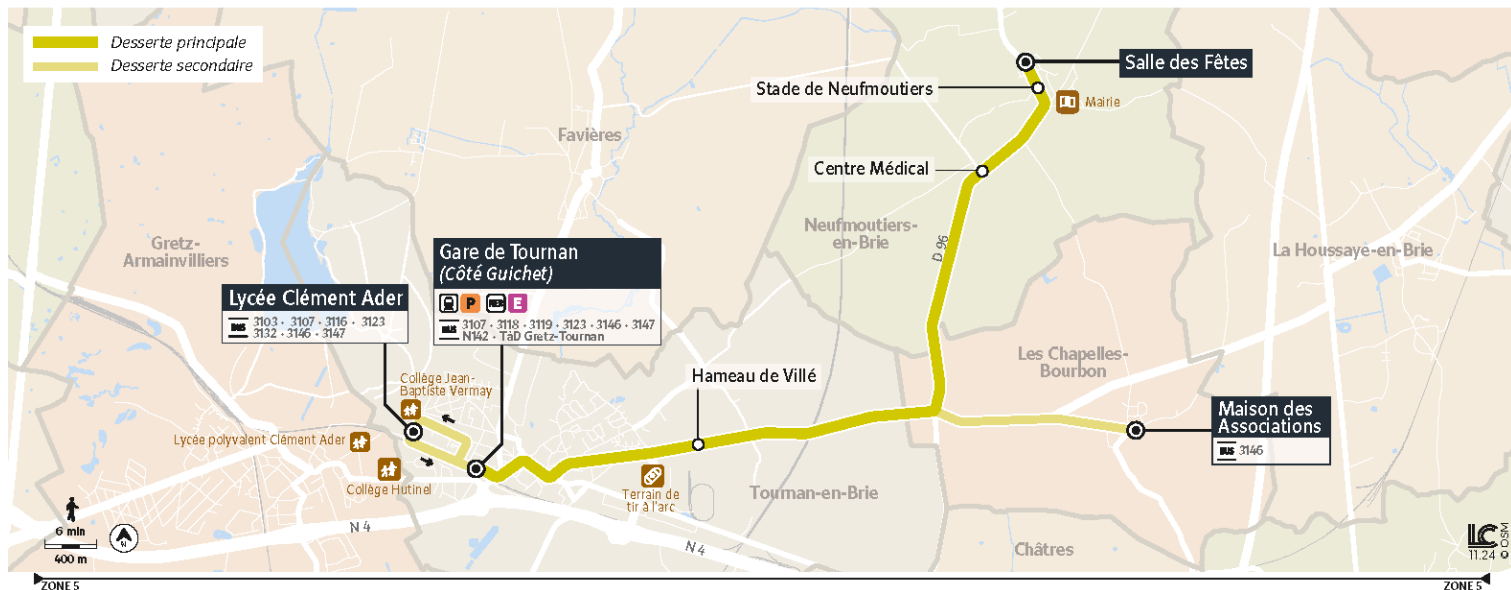 Desserte principale
Desserte secondaire
Salle des Fêtes
Stade de Neufmoutiers
Mairie
Favières
Centre Médical
Neufmoutiers-
en-Brie
D 96
La Houssaye-en-Brie
Gretz-
Armainvilliers
Gare de Tournan
(Côté Guichet)
P RER E
BUS 3107 · 3118 · 3119 · 3123 · 3146 · 3147
N142 · TàD Gretz-Tournan
Lycée Clément Ader
BUS 3103 · 3107 · 3116 · 3123
3132 · 3146 · 3147
Les Chapelles-
Bourbon
Hameau de Villé
Collège Jean-
Baptiste Vermay
Maison des
Associations
BUS 3146
Lycée polyvalent Clément Ader
Collège Hutinel
Terrain de
tir à l'arc
Tournan-en-Brie
N 4
N 4
Châtres
6 min
400 m
N
LC
11.24 © OSM
ZONE 5
ZONE 5